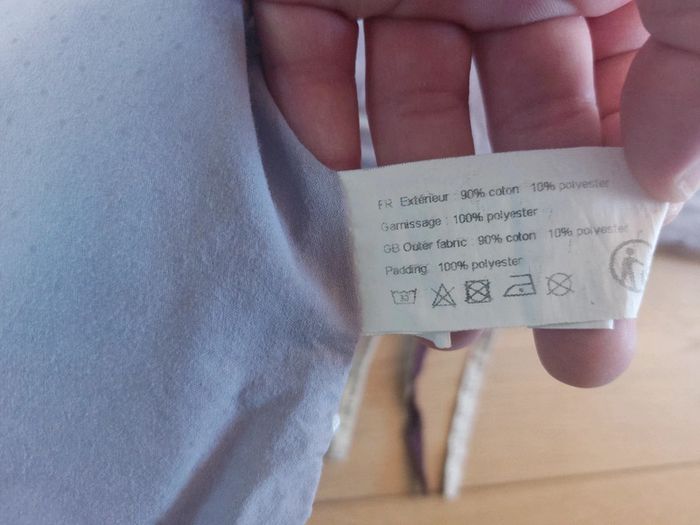 FR Extérieur : 90% coton 10% polyester
Garnissage : 100% polyester
GB Outer fabric : 90% coton 10% polyester
Padding : 100% polyester
30